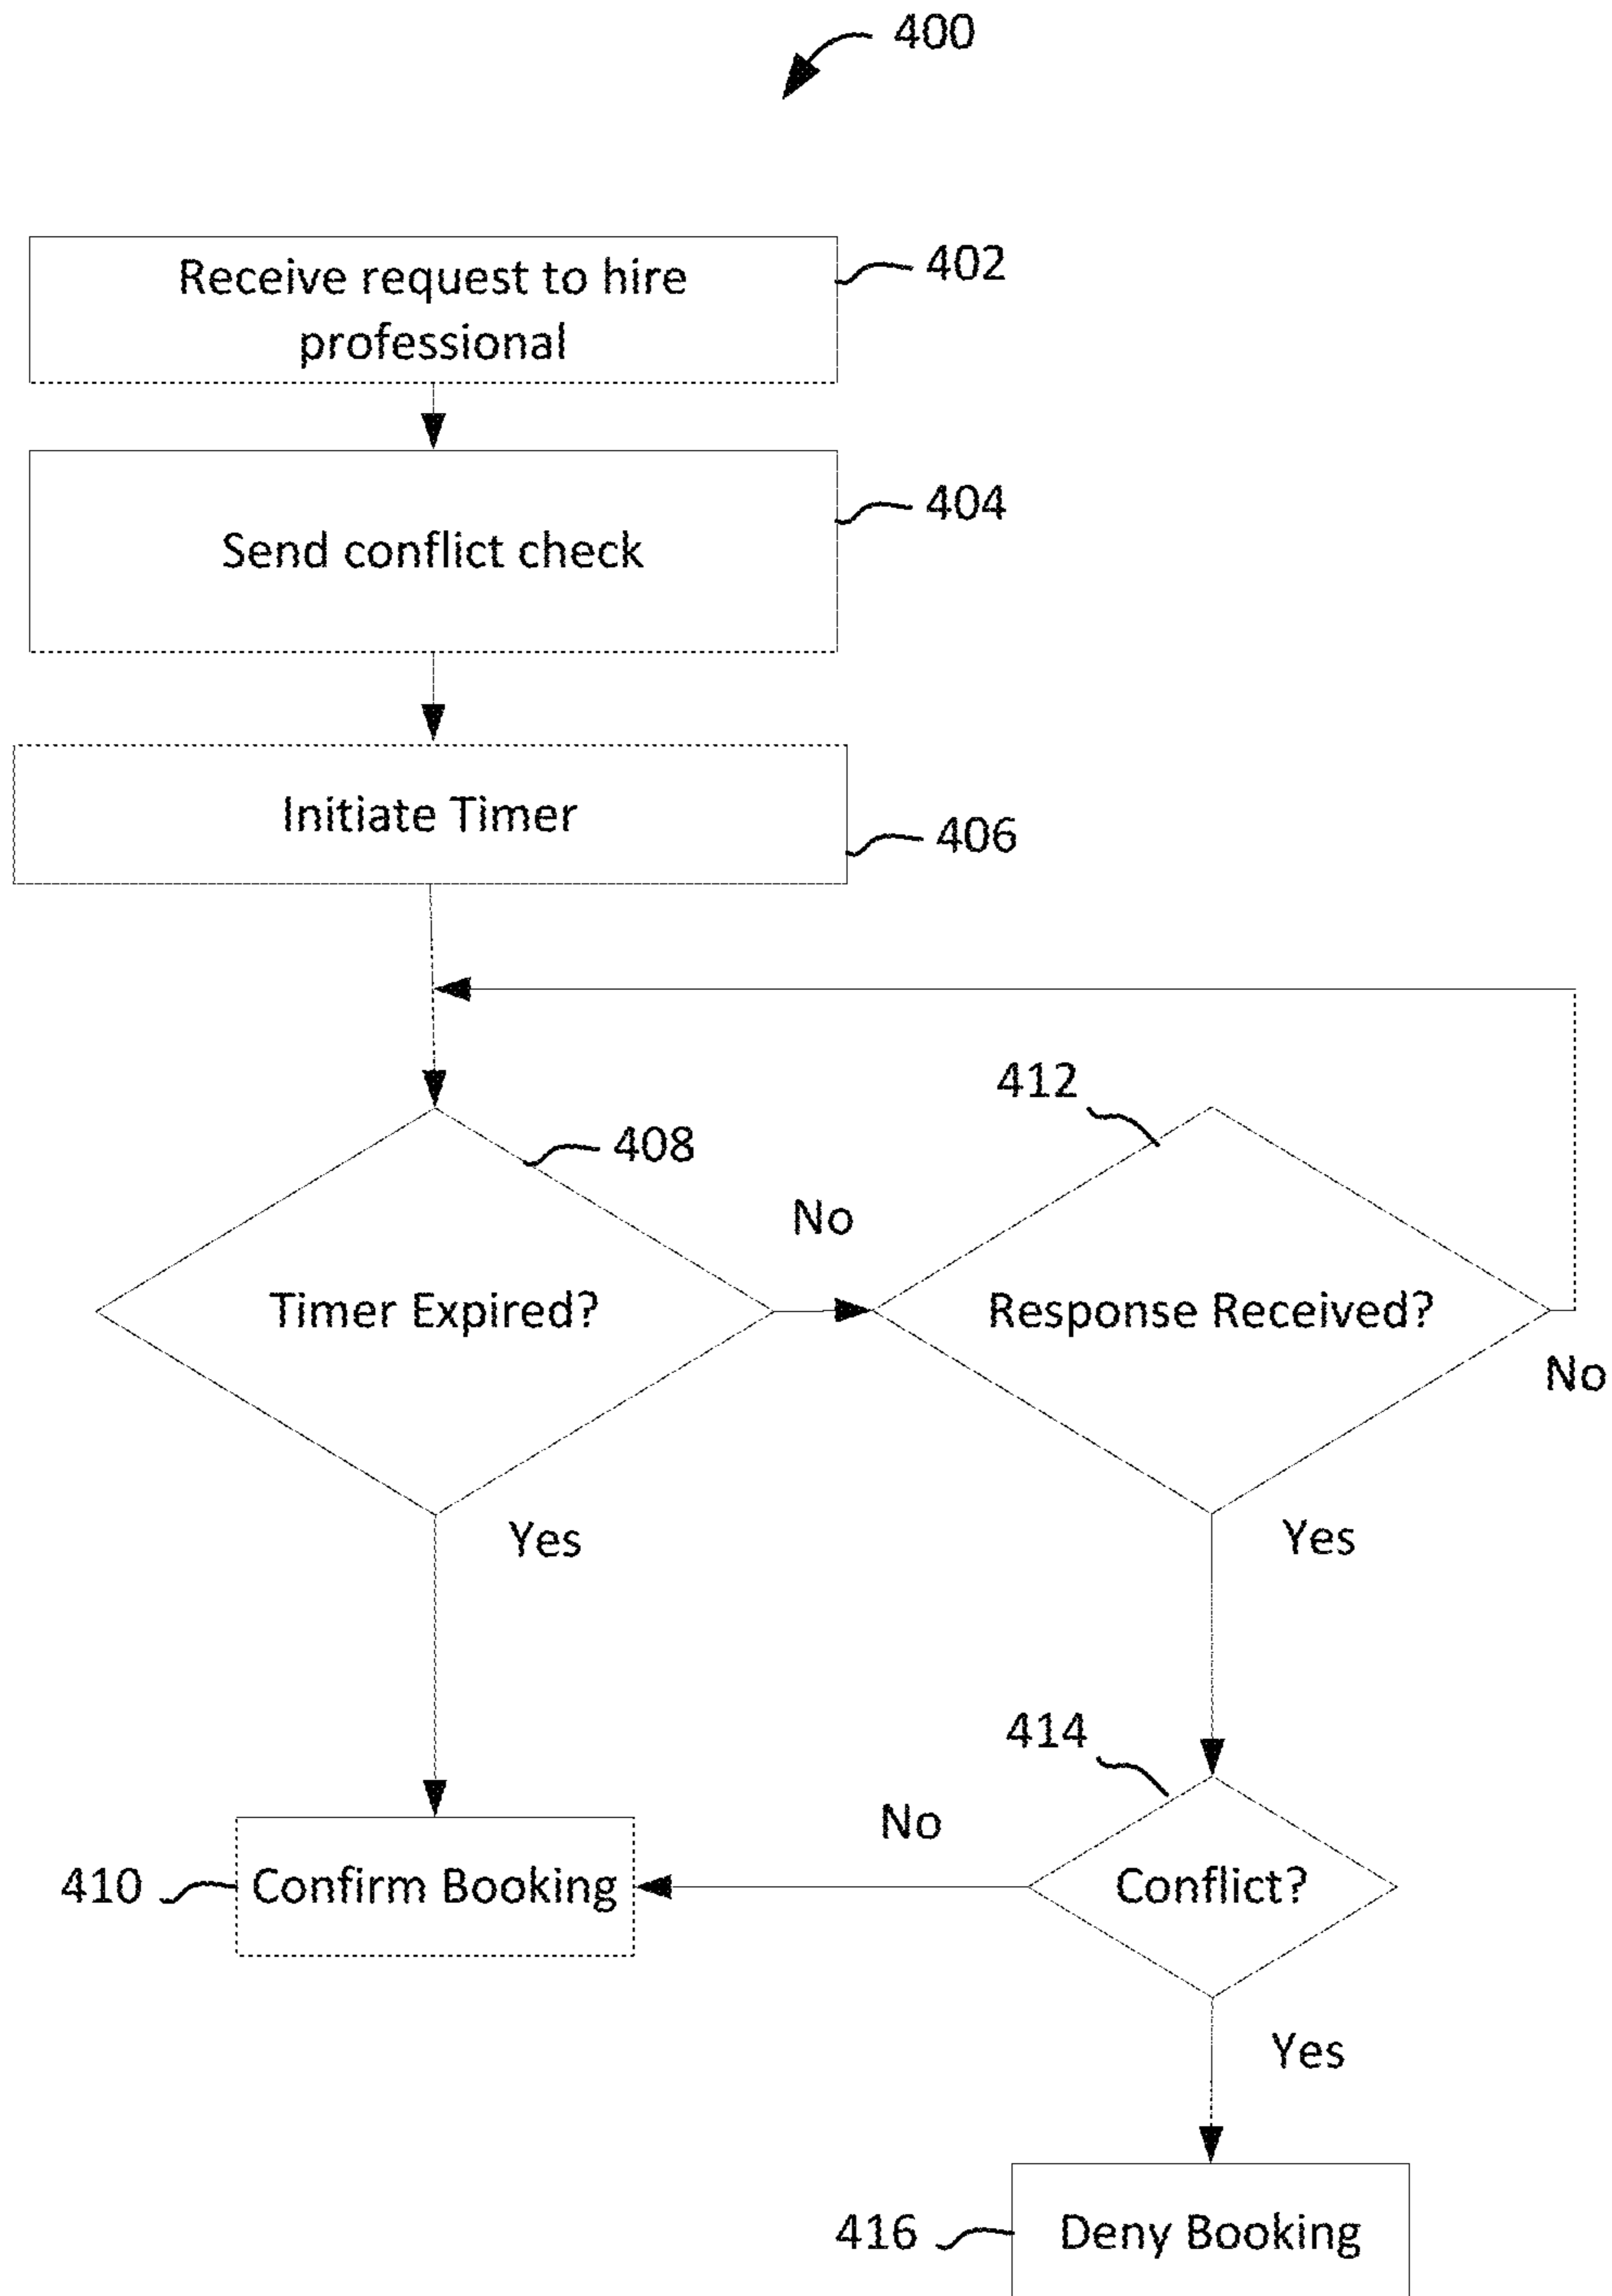 400
Receive request to hire
professional
402
Send conflict check
404
Initiate Timer
406
412
408
No
Timer Expired?
Response Received?
No
Yes
Yes
414
No
410
Confirm Booking
Conflict?
Yes
416
Deny Booking